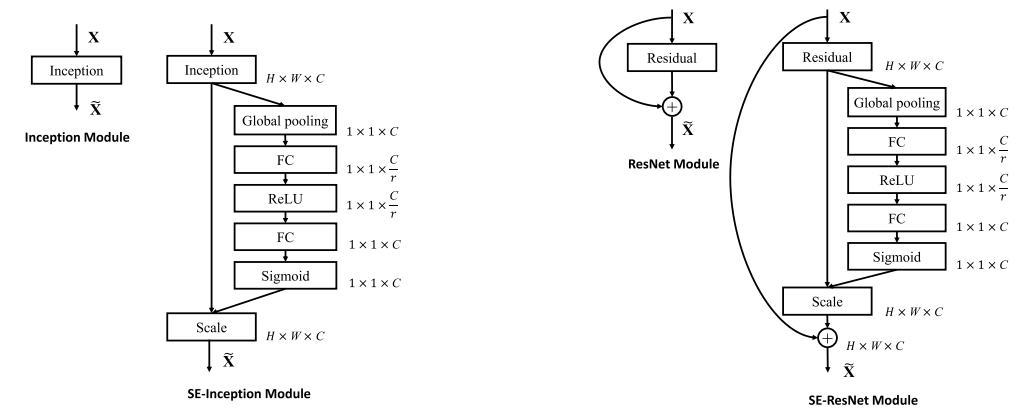 X
Inception
X̃
Inception Module
X
Inception
H × W × C
Global pooling
1 × 1 × C
FC
1 × 1 × C/r
ReLU
1 × 1 × C/r
FC
1 × 1 × C
Sigmoid
1 × 1 × C
Scale
H × W × C
X̃
SE-Inception Module
X
Residual
+
X̃
ResNet Module
X
Residual
H × W × C
Global pooling
1 × 1 × C
FC
1 × 1 × C/r
ReLU
1 × 1 × C/r
FC
1 × 1 × C
Sigmoid
1 × 1 × C
Scale
H × W × C
+
H × W × C
X̃
SE-ResNet Module